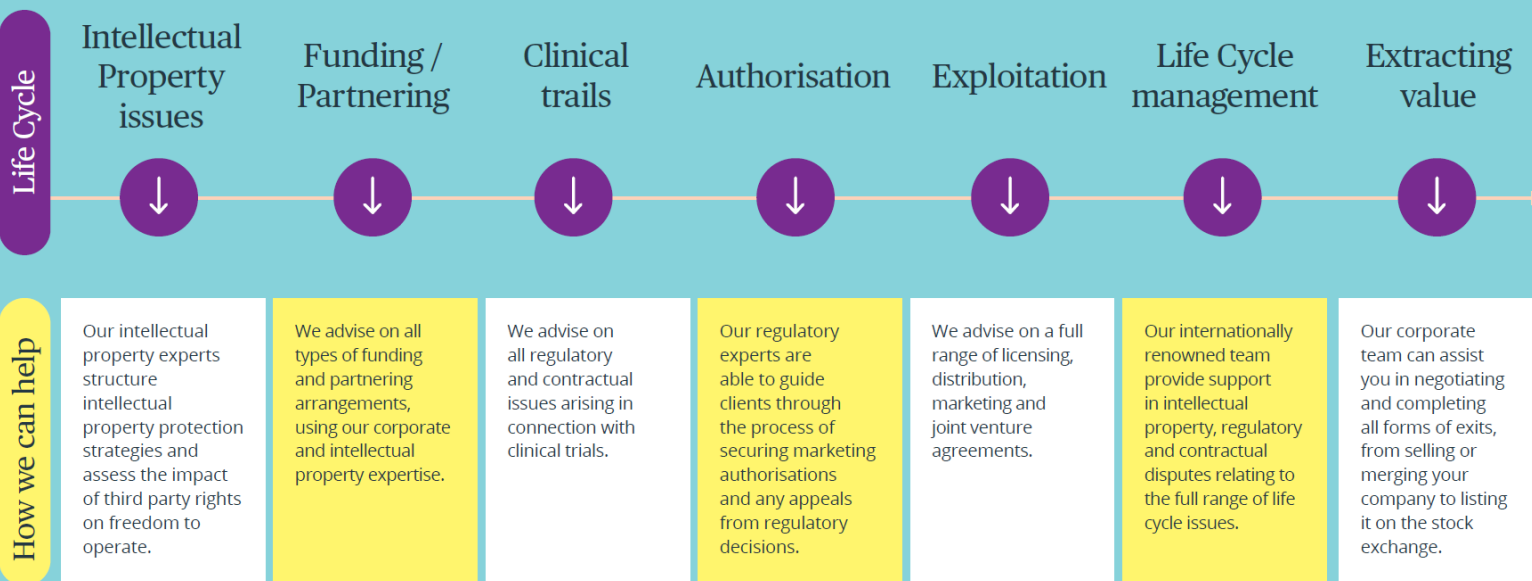 Life Cycle
Intellectual
Property
issues
Funding /
Partnering
Clinical
trails
Authorisation
Exploitation
Life Cycle
management
Extracting
value
How we can help
Our intellectual
property experts
structure
intellectual
property protection
strategies and
assess the impact
of third party rights
on freedom to
operate.
We advise on all
types of funding
and partnering
arrangements,
using our corporate
and intellectual
property expertise.
We advise on
all regulatory
and contractual
issues arising in
connection with
clinical trials.
Our regulatory
experts are
able to guide
clients through
the process of
securing marketing
authorisations
and any appeals
from regulatory
decisions.
We advise on a full
range of licensing,
distribution,
marketing and
joint venture
agreements.
Our internationally
renowned team
provide support
in intellectual
property, regulatory
and contractual
disputes relating to
the full range of life
cycle issues.
Our corporate
team can assist
you in negotiating
and completing
all forms of exits,
from selling or
merging your
company to listing
it on the stock
exchange.